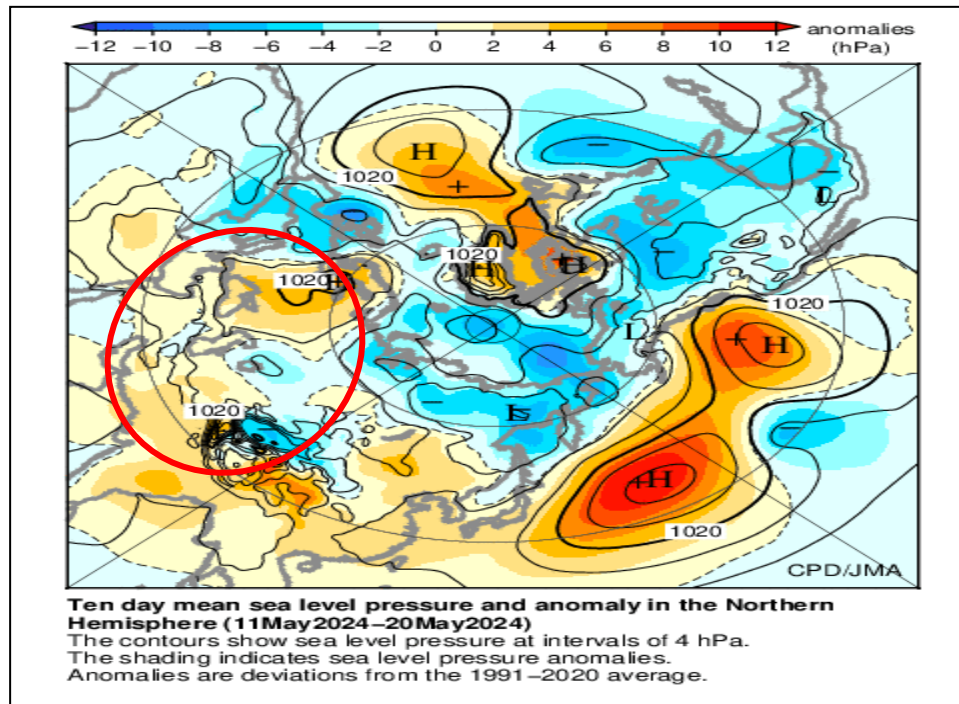 anomalies
−12 −10 −8 −6 −4 −2 0 2 4 6 8 10 12 (hPa)
H
−
1020
+
−
L
1020
H
+H
−
1020
H
1020
L
+
H
−
1020
−
L
+H
1020
CPD/JMA
Ten day mean sea level pressure and anomaly in the Northern
Hemisphere (11May2024−20May2024)
The contours show sea level pressure at intervals of 4 hPa.
The shading indicates sea level pressure anomalies.
Anomalies are deviations from the 1991−2020 average.